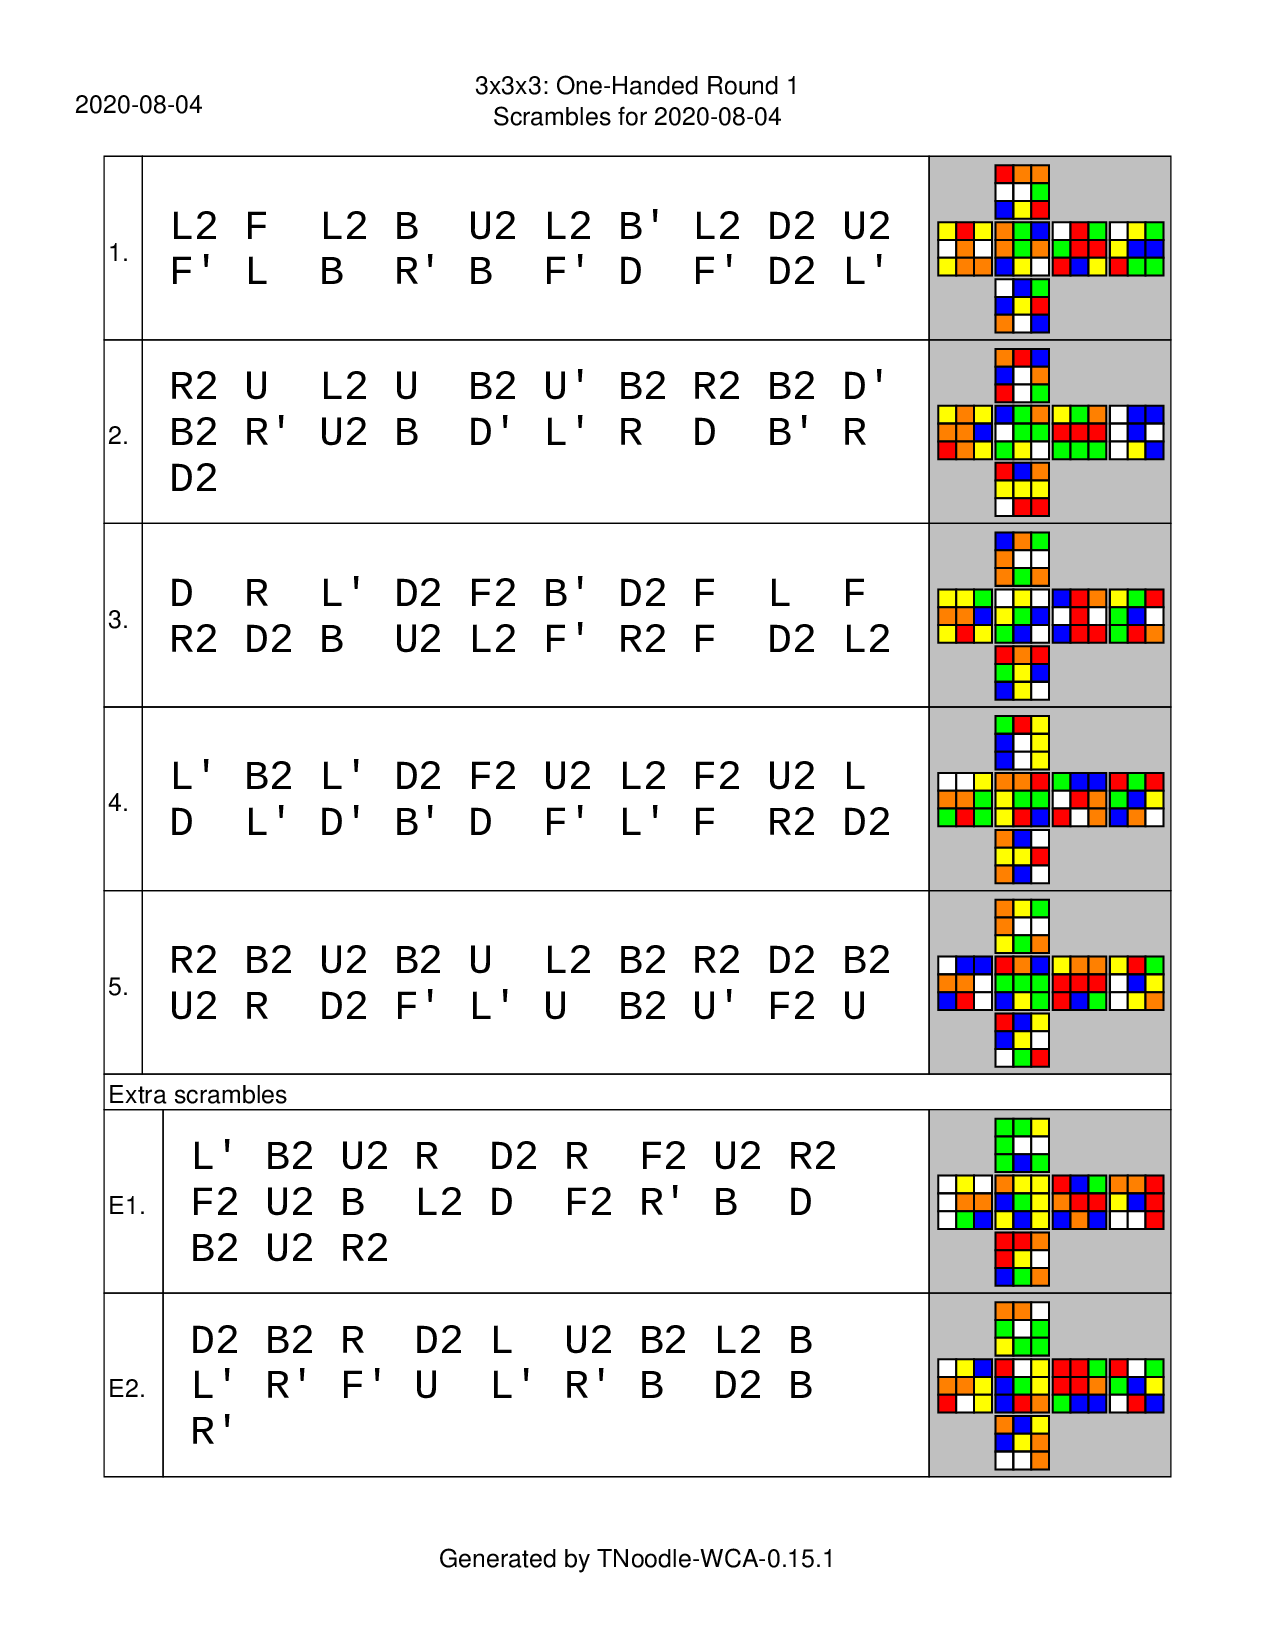 2020-08-04
3x3x3: One-Handed Round 1
Scrambles for 2020-08-04
1.
L2 F L2 B U2 L2 B' L2 D2 U2
F' L B R' B F' D F' D2 L'
2.
R2 U L2 U B2 U' B2 R2 B2 D'
B2 R' U2 B D' L' R D B' R
D2
3.
D R L' D2 F2 B' D2 F L F
R2 D2 B U2 L2 F' R2 F D2 L2
4.
L' B2 L' D2 F2 U2 L2 F2 U2 L
D L' D' B' D F' L' F R2 D2
5.
R2 B2 U2 B2 U L2 B2 R2 D2 B2
U2 R D2 F' L' U B2 U' F2 U
Extra scrambles
E1.
L' B2 U2 R D2 R F2 U2 R2
F2 U2 B L2 D F2 R' B D
B2 U2 R2
E2.
D2 B2 R D2 L U2 B2 L2 B
L' R' F' U L' R' B D2 B
R'
Generated by TNoodle-WCA-0.15.1